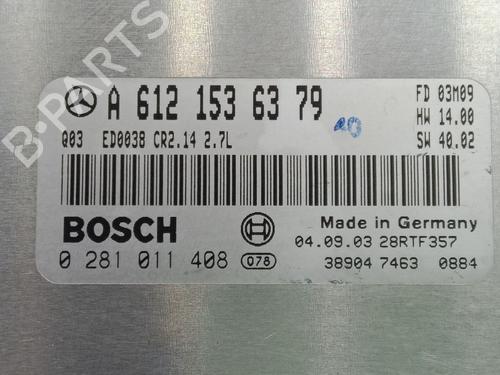 B-PARTS
A 612 153 63 79
FD 03M09
HW 14.00
SW 40.02
Q03 ED0038 CR2.14 2.7L
BOSCH
Made in Germany
04.09.03 28RTF357
0 281 011 408 078
38904 7463 0884